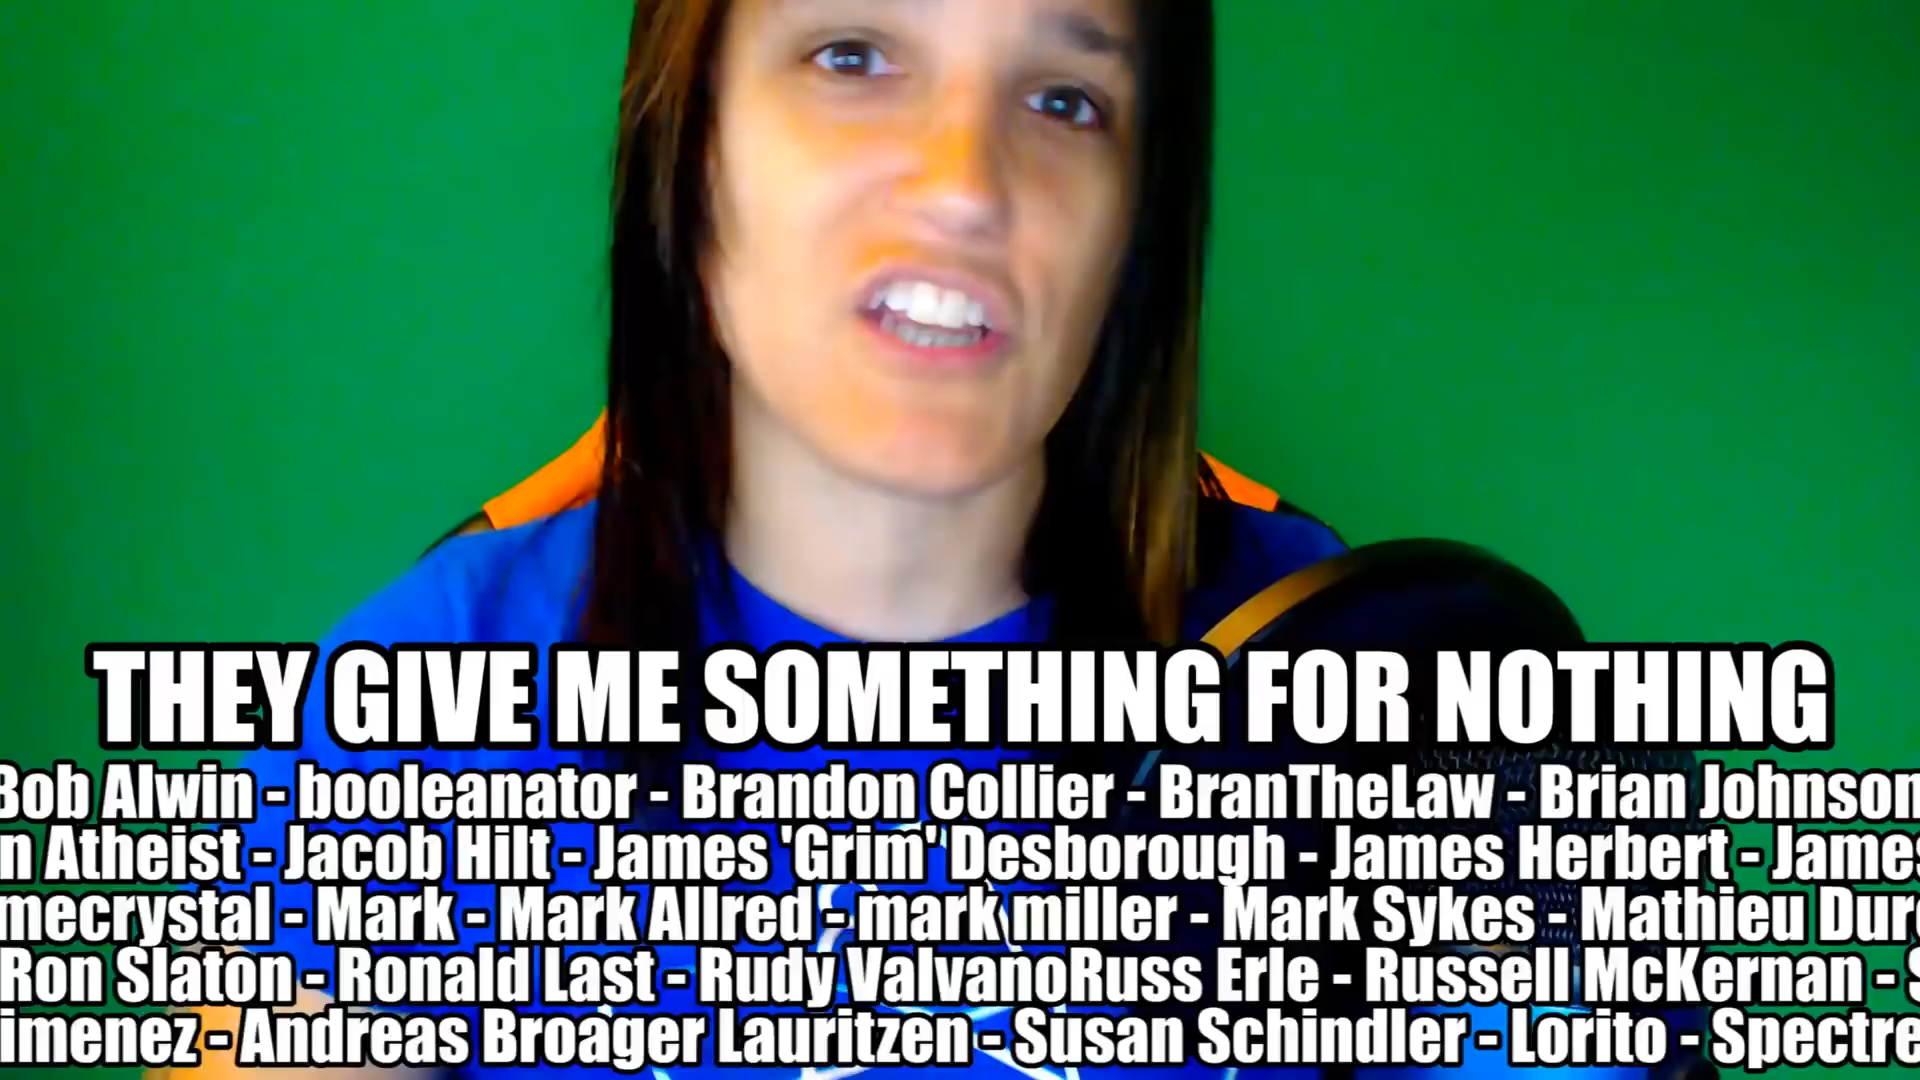 THEY GIVE ME SOMETHING FOR NOTHING
Bob Alwin - booleanator - Brandon Collier - BranTheLaw - Brian Johnson
n Atheist - Jacob Hilt - James 'Grim' Desborough - James Herbert - James
mecrystal - Mark - Mark Allred - mark miller - Mark Sykes - Mathieu
Ron Slaton - Ronald Last - Rudy ValvanoRuss Erle - Russell McKernan - S
imenez - Andreas Broager Lauritzen - Susan Schindler - Lorito - Spectre